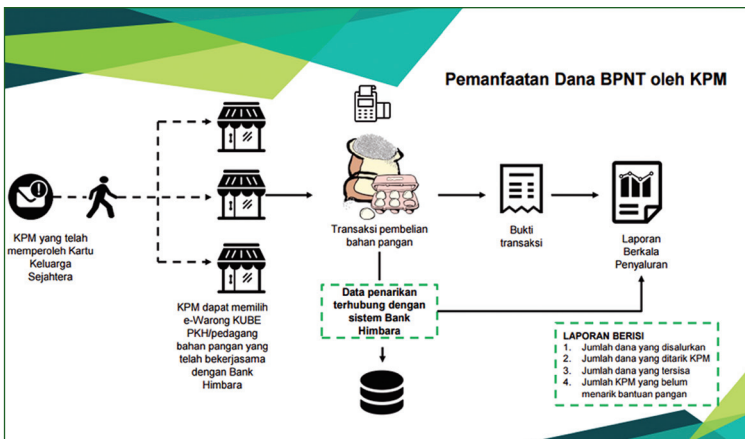 Pemanfaatan Dana BPNT oleh KPM
KPM yang telah
memperoleh Kartu
Keluarga
Sejahtera
KPM dapat memilih
e-Warong KUBE
PKH/pedagang
bahan pangan yang
telah bekerjasama
dengan Bank
Himbara
Transaksi pembelian
bahan pangan
Data penarikan
terhubung dengan
sistem Bank
Himbara
Bukti
transaksi
Laporan
Berkala
Penyaluran
LAPORAN BERISI
1. Jumlah dana yang disalurkan
2. Jumlah dana yang ditarik KPM
3. Jumlah dana yang tersisa
4. Jumlah KPM yang belum
menarik bantuan pangan